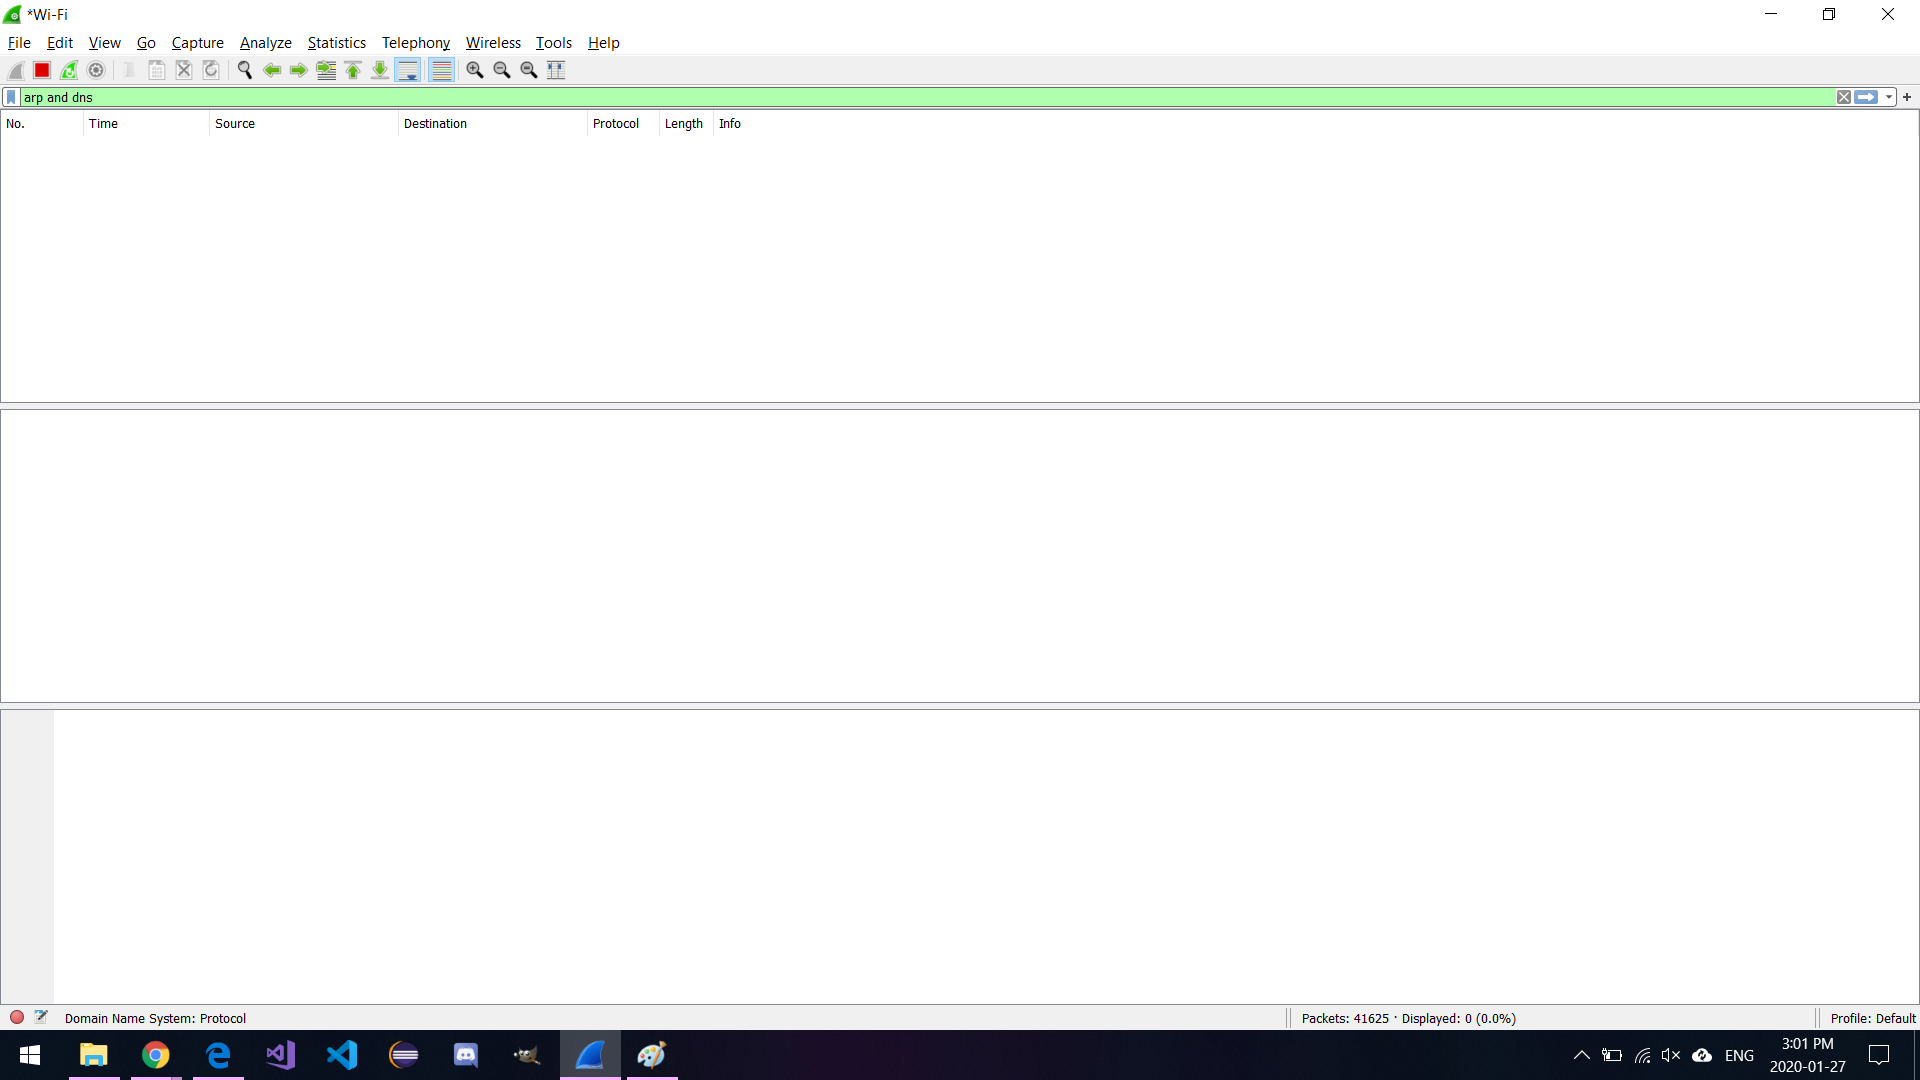 *Wi-Fi
File Edit View Go Capture Analyze Statistics Telephony Wireless Tools Help
arp and dns
No. Time Source Destination Protocol Length Info
Domain Name System: Protocol Packets: 41625 · Displayed: 0 (0.0%) Profile: Default
ENG 3:01 PM
2020-01-27